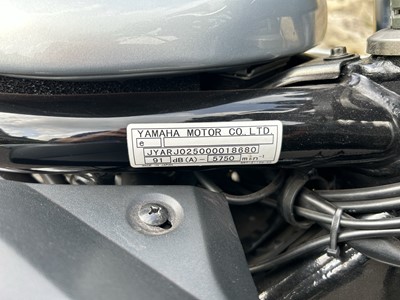 YAMAHA MOTOR CO.LTD
e
JYARJ025000018680
91 dB(A)- 5750 min⁻¹